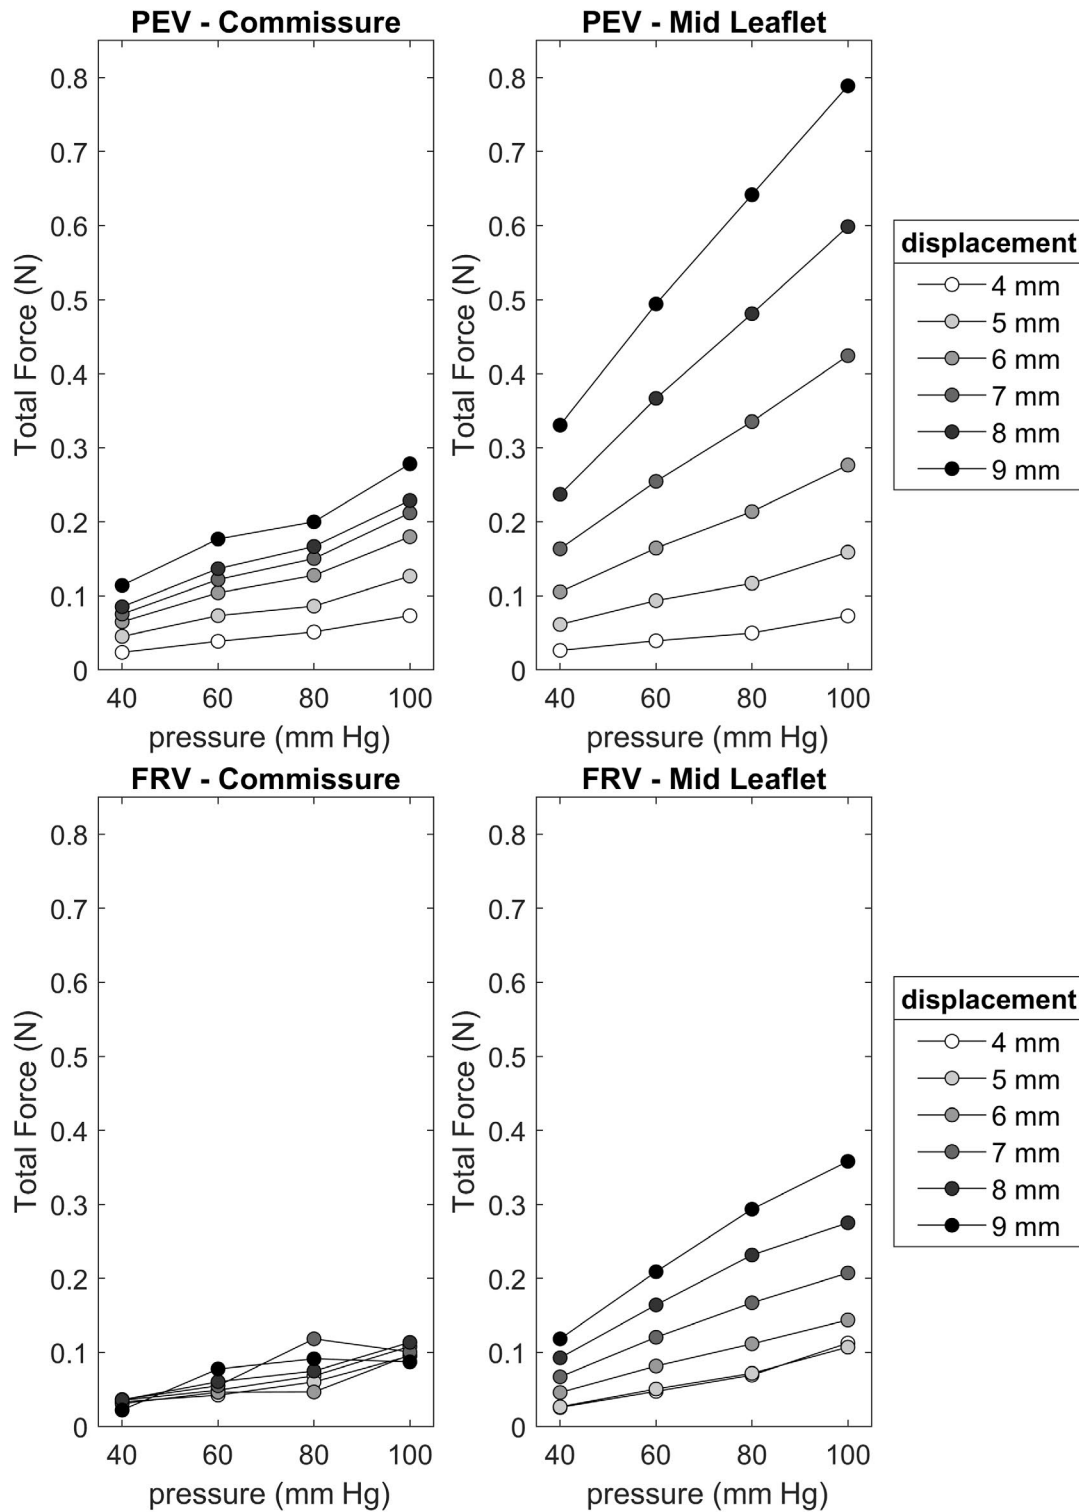 PEV - Commissure
0.8
0.7
0.6
0.5
0.4
0.3
0.2
0.1
0
Total Force (N)
40 60 80 100
pressure (mm Hg)
PEV - Mid Leaflet
0.8
0.7
0.6
0.5
0.4
0.3
0.2
0.1
0
Total Force (N)
40 60 80 100
pressure (mm Hg)
displacement
4 mm
5 mm
6 mm
7 mm
8 mm
9 mm
FRV - Commissure
0.8
0.7
0.6
0.5
0.4
0.3
0.2
0.1
0
Total Force (N)
40 60 80 100
pressure (mm Hg)
FRV - Mid Leaflet
0.8
0.7
0.6
0.5
0.4
0.3
0.2
0.1
0
Total Force (N)
40 60 80 100
pressure (mm Hg)
displacement
4 mm
5 mm
6 mm
7 mm
8 mm
9 mm